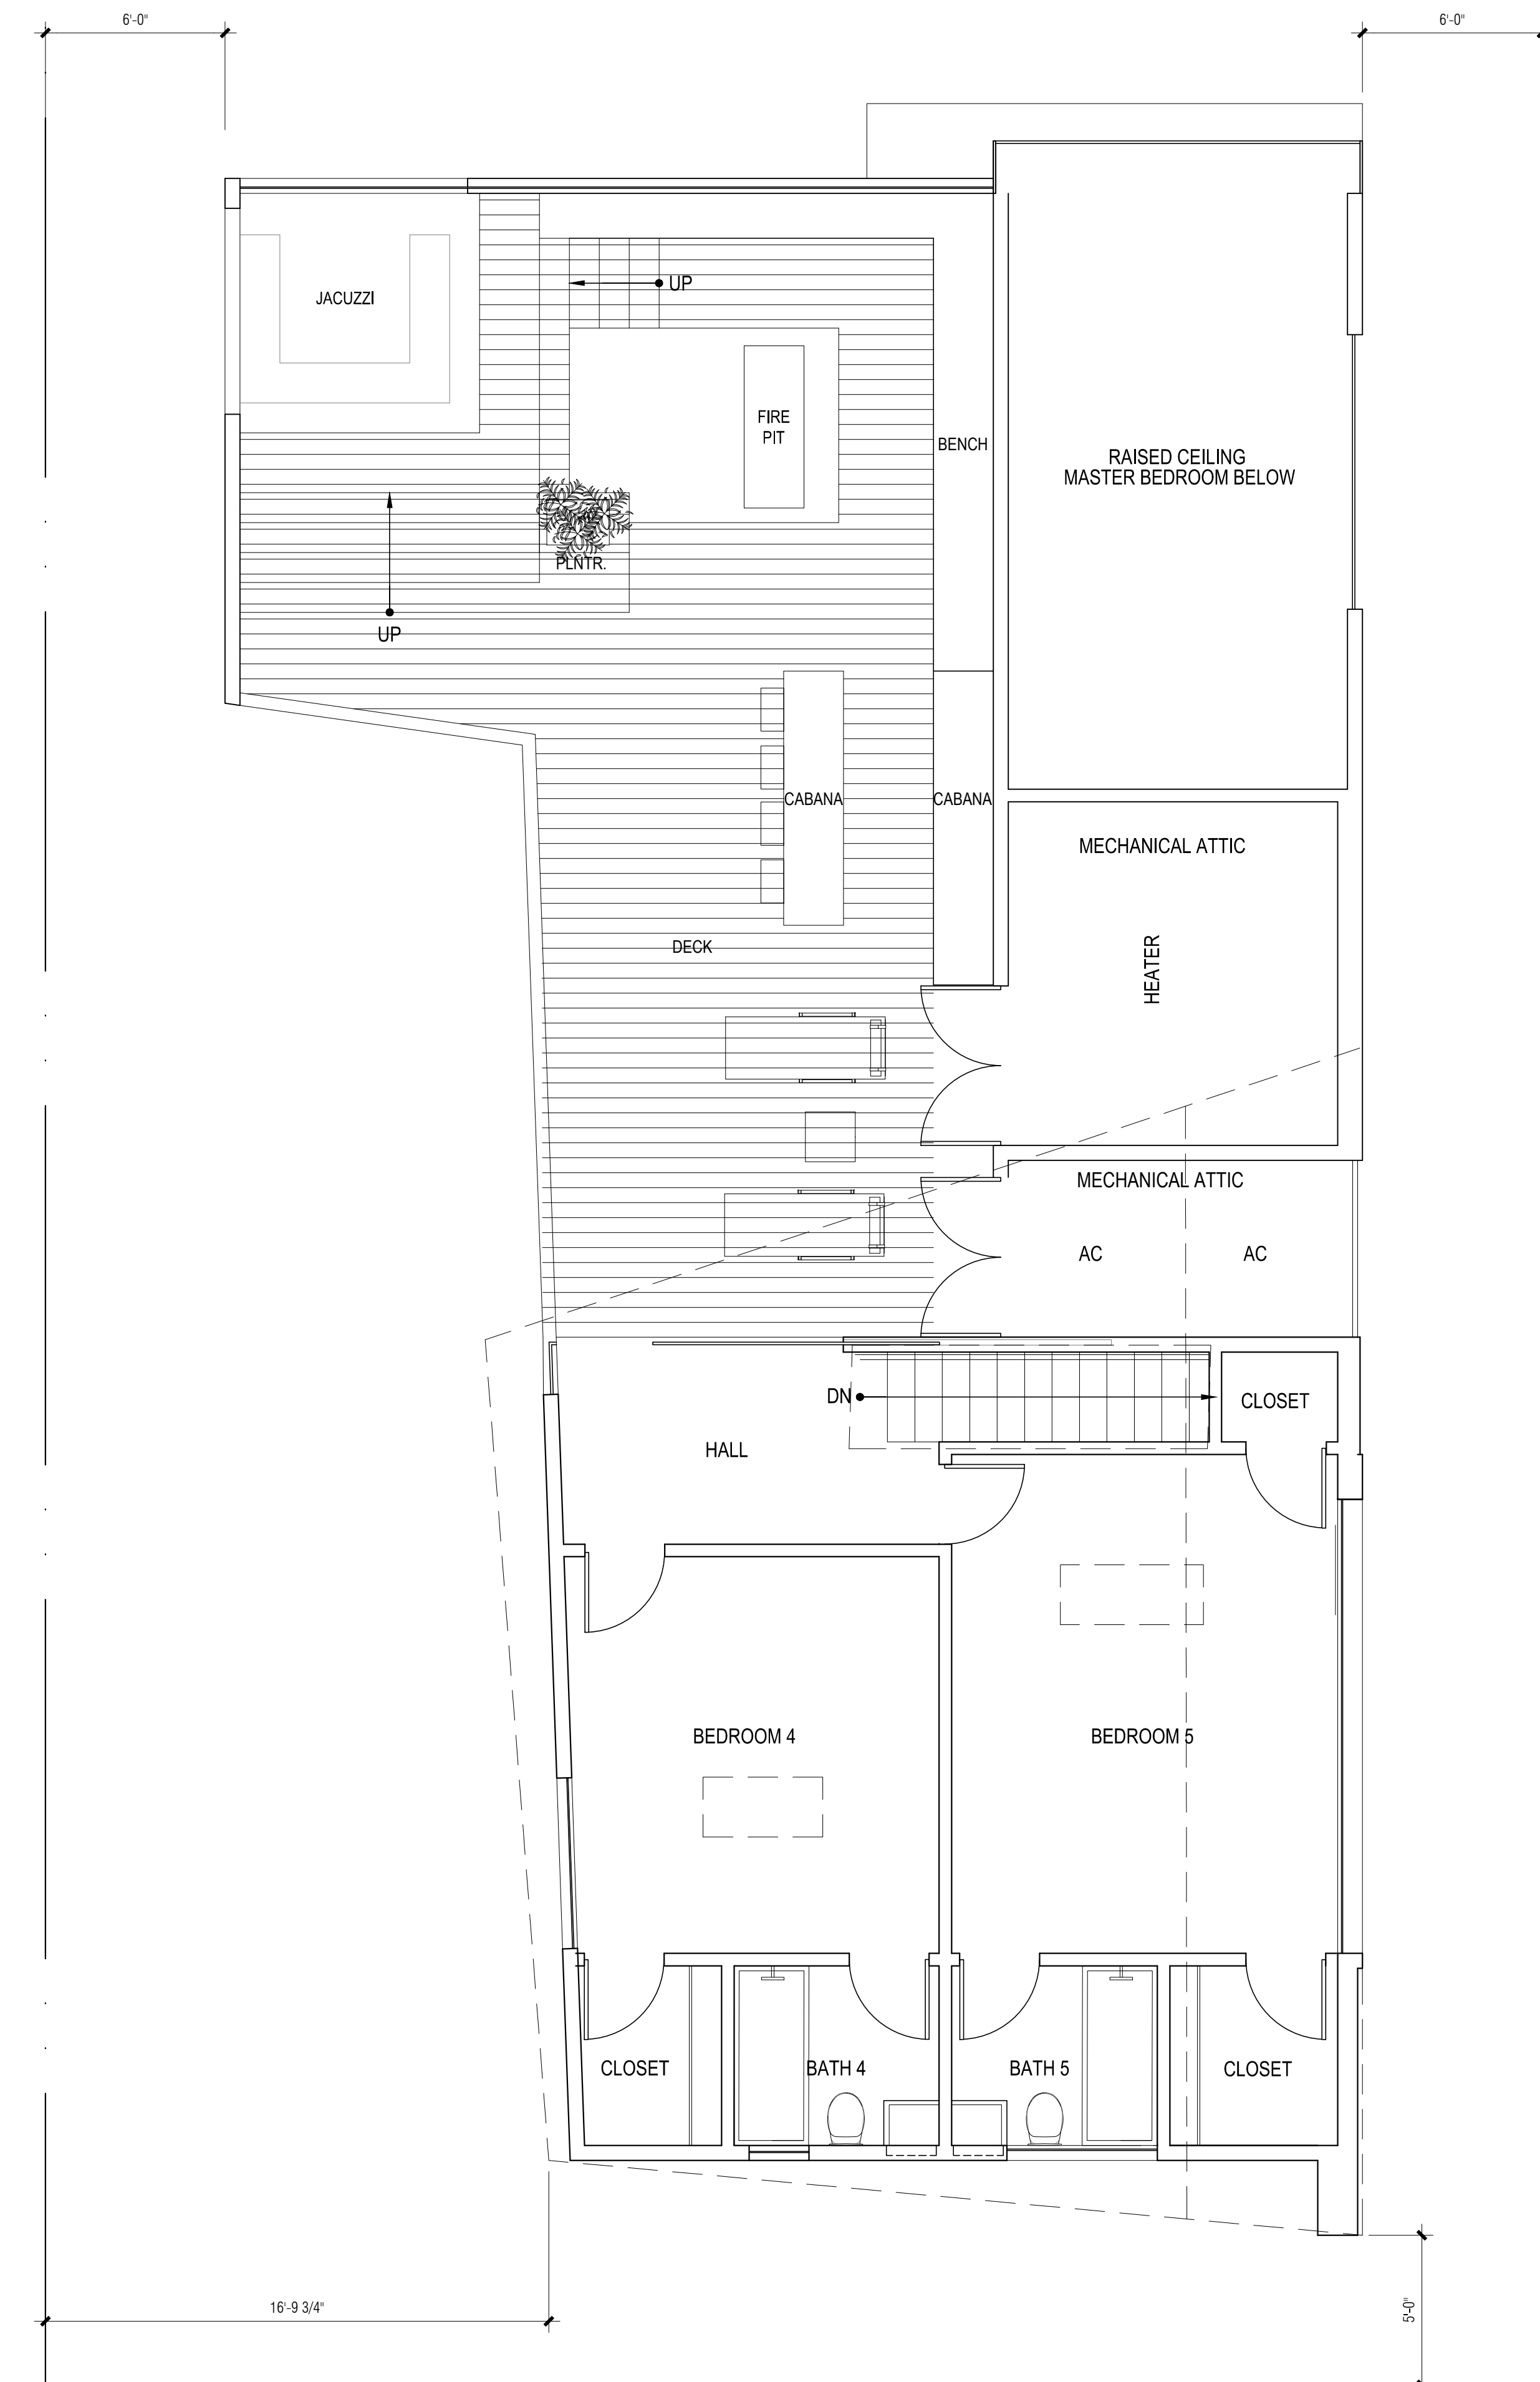 6'-0"
6'-0"
UP
JACUZZI
FIRE
PIT
BENCH
RAISED CEILING
MASTER BEDROOM BELOW
PLNTR.
UP
CABANA
CABANA
MECHANICAL ATTIC
DECK
HEATER
MECHANICAL ATTIC
AC
AC
DN
CLOSET
HALL
BEDROOM 4
BEDROOM 5
CLOSET
BATH 4
BATH 5
CLOSET
16'-9 3/4"
5'-0"